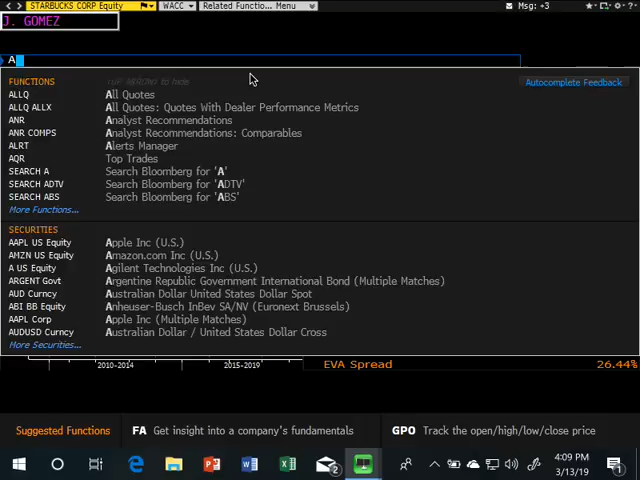 STARBUCKS CORP Equity WACC Related Functio... Menu Msg: +3
J. GOMEZ
A
FUNCTIONS to hide Autocomplete Feedback
ALLQ All Quotes
ALLQ ALLX All Quotes: Quotes With Dealer Performance Metrics
ANR Analyst Recommendations
ANR COMPS Analyst Recommendations: Comparables
ALRT Alerts Manager
AQR Top Trades
SEARCH A Search Bloomberg for 'A'
SEARCH ADTV Search Bloomberg for 'ADTV'
SEARCH ABS Search Bloomberg for 'ABS'
More Functions...
SECURITIES
AAPL US Equity Apple Inc (U.S.)
AMZN US Equity Amazon.com Inc (U.S.)
A US Equity Agilent Technologies Inc (U.S.)
ARGENT Govt Argentine Republic Government International Bond (Multiple Matches)
AUD Curncy Australian Dollar United States Dollar Spot
ABI BB Equity Anheuser-Busch InBev SA/NV (Euronext Brussels)
AAPL Corp Apple Inc (Multiple Matches)
AUDUSD Curncy Australian Dollar / United States Dollar Cross
More Securities...
2010-2014 2015-2019 EVA Spread 26.44%
Suggested Functions FA Get insight into a company's fundamentals GPO Track the open/high/low/close price
4:09 PM
3/13/19
2
1